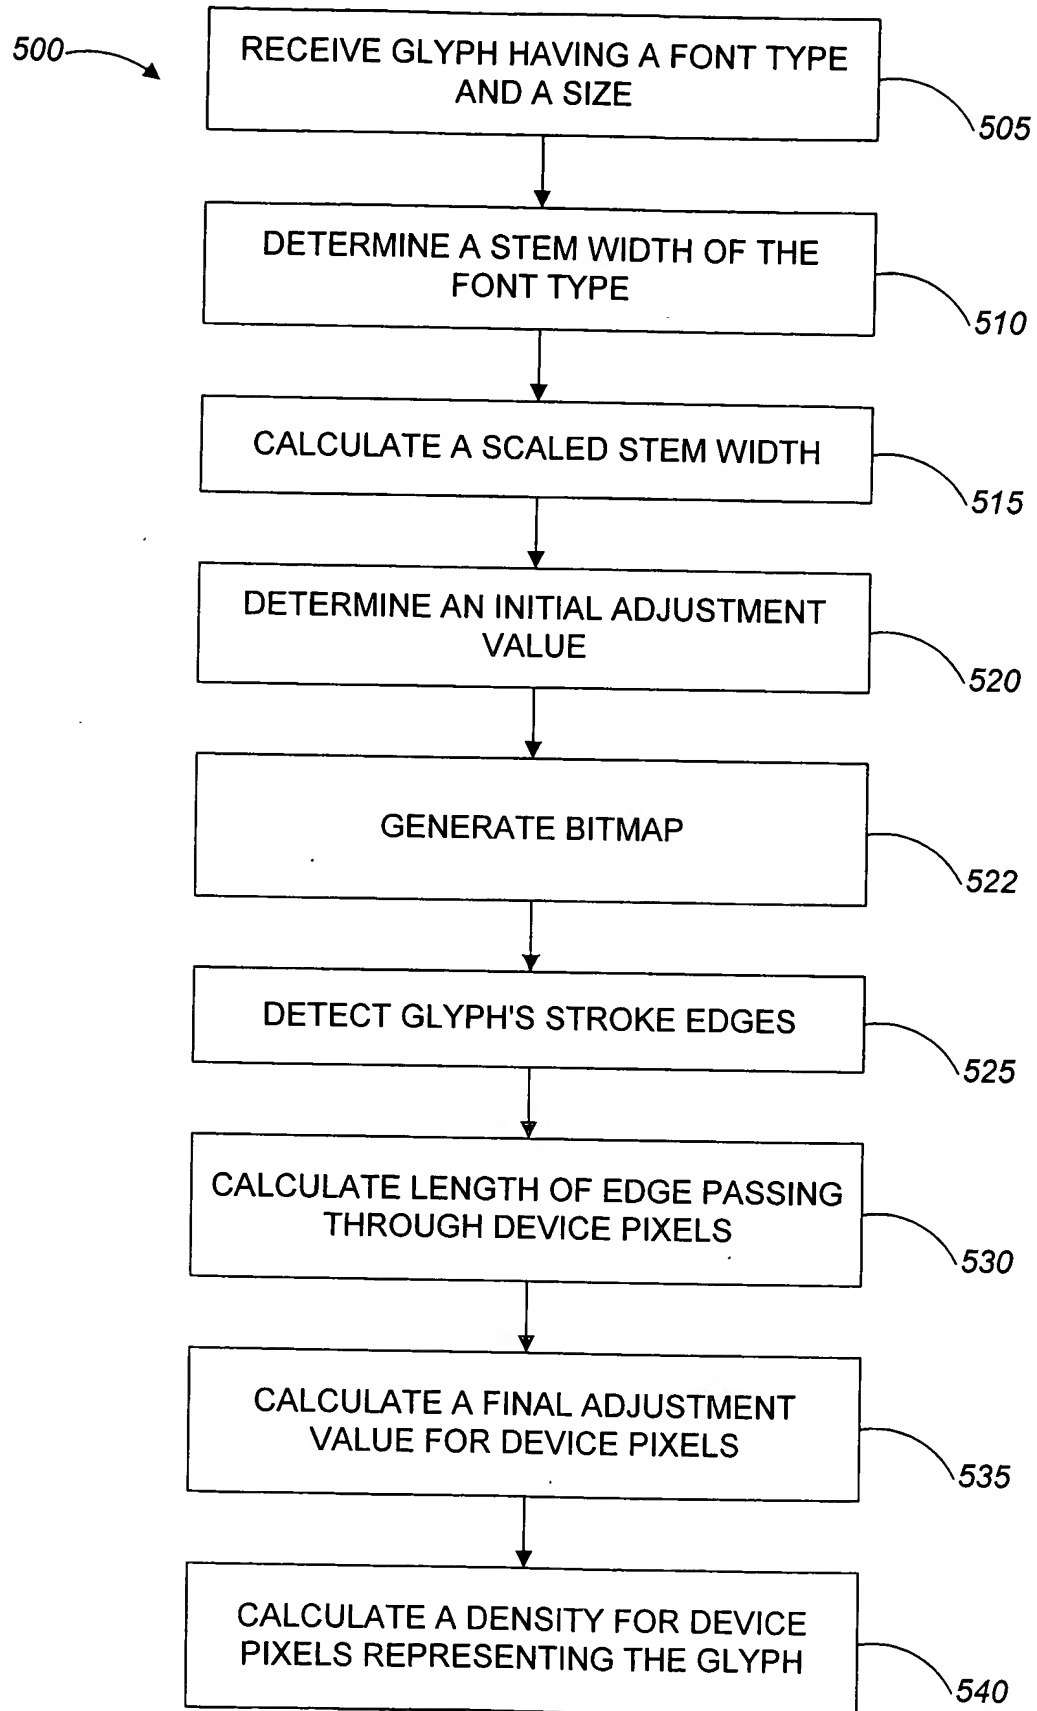 500
RECEIVE GLYPH HAVING A FONT TYPE
AND A SIZE
505
DETERMINE A STEM WIDTH OF THE
FONT TYPE
510
CALCULATE A SCALED STEM WIDTH
515
DETERMINE AN INITIAL ADJUSTMENT
VALUE
520
GENERATE BITMAP
522
DETECT GLYPH'S STROKE EDGES
525
CALCULATE LENGTH OF EDGE PASSING
THROUGH DEVICE PIXELS
530
CALCULATE A FINAL ADJUSTMENT
VALUE FOR DEVICE PIXELS
535
CALCULATE A DENSITY FOR DEVICE
PIXELS REPRESENTING THE GLYPH
540